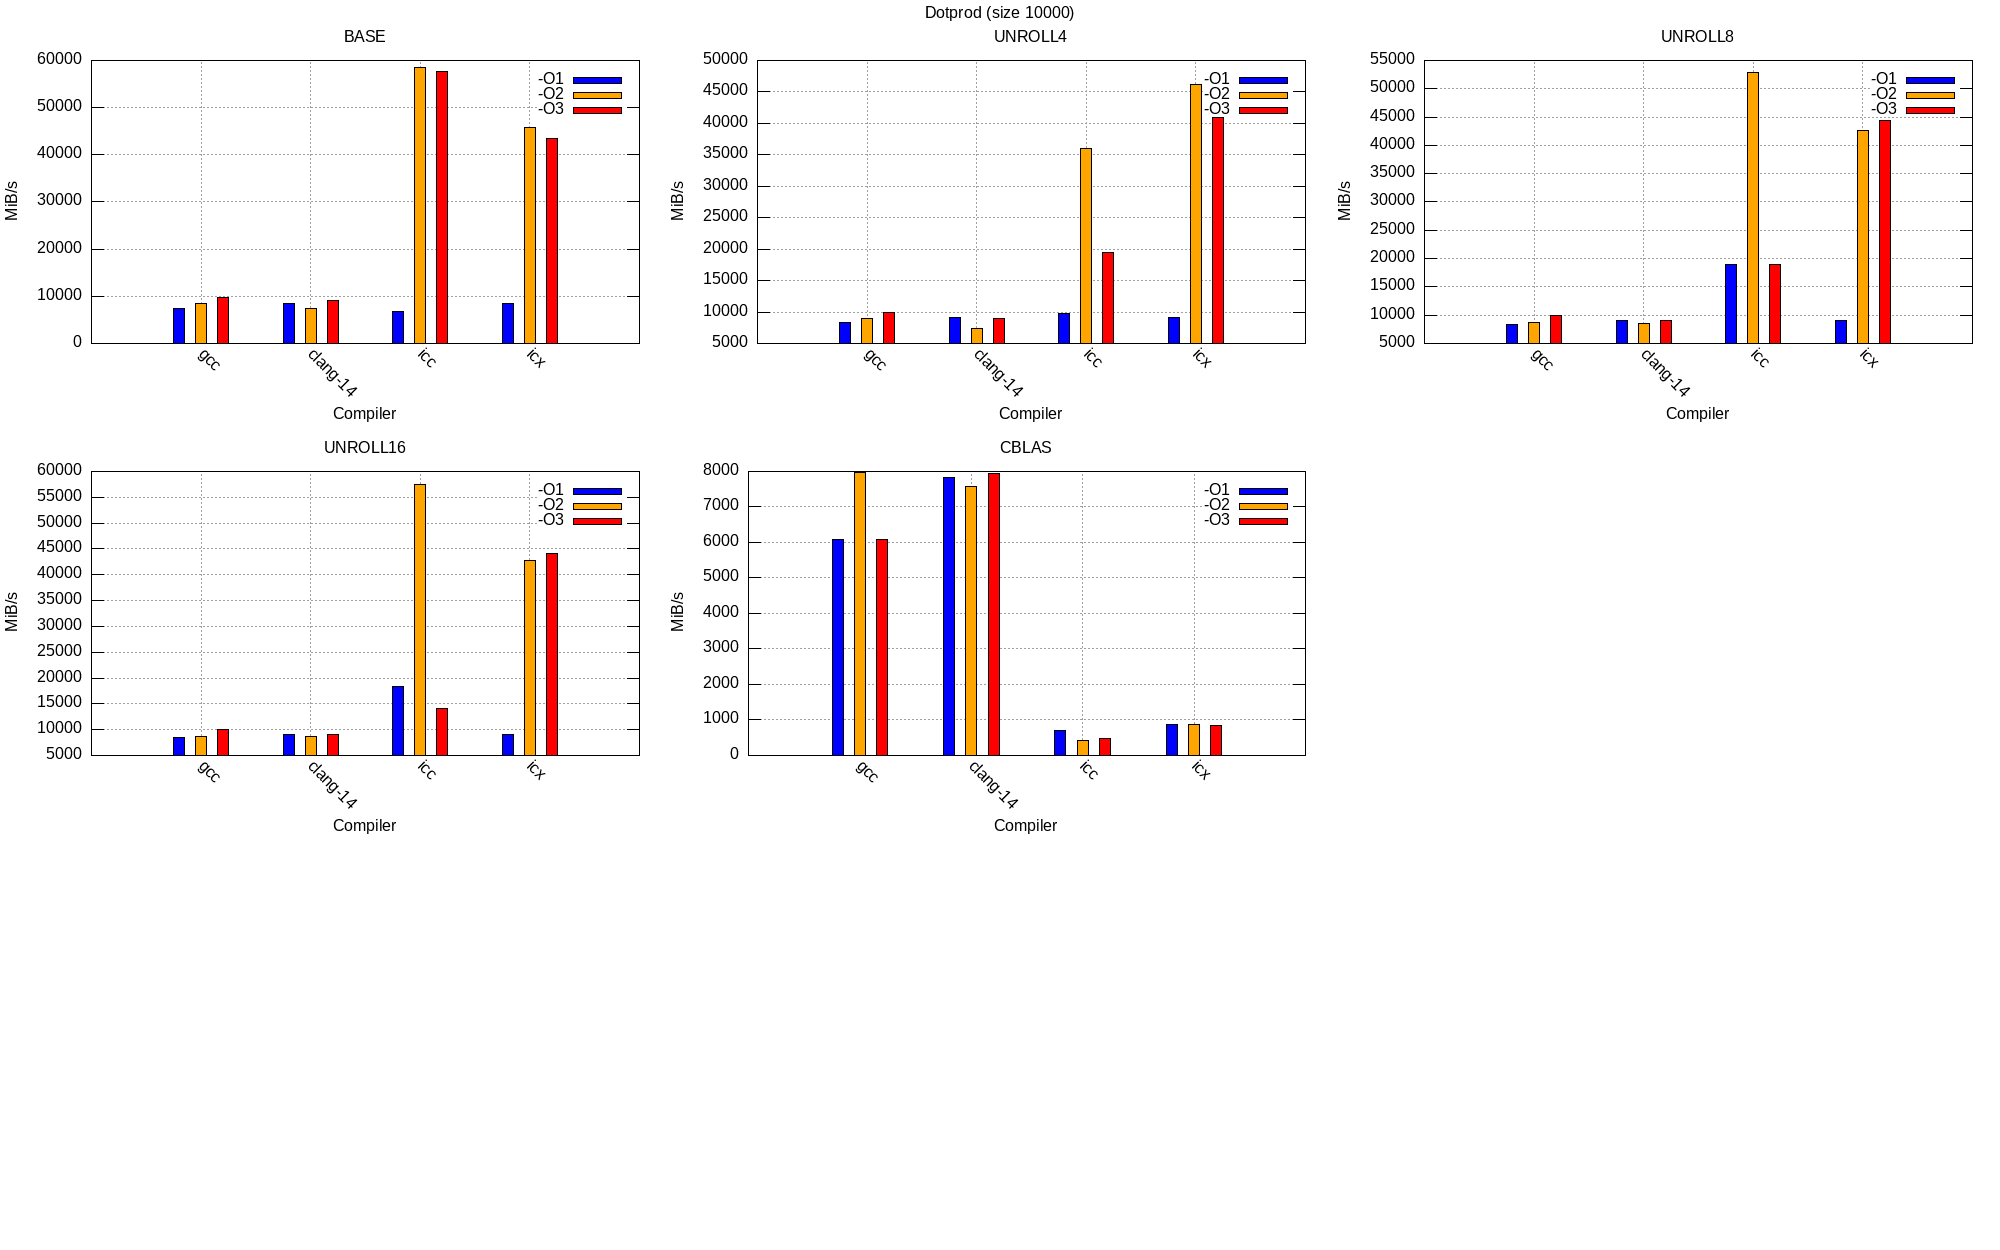 Dotprod (size 10000)
BASE
60000
50000
40000
30000
20000
10000
0
MiB/s
-O1
-O2
-O3
gcc
clang-14
icc
icx
Compiler
UNROLL4
50000
45000
40000
35000
30000
25000
20000
15000
10000
5000
MiB/s
-O1
-O2
-O3
gcc
clang-14
icc
icx
Compiler
UNROLL8
55000
50000
45000
40000
35000
30000
25000
20000
15000
10000
5000
MiB/s
-O1
-O2
-O3
gcc
clang-14
icc
icx
Compiler
UNROLL16
60000
55000
50000
45000
40000
35000
30000
25000
20000
15000
10000
5000
MiB/s
-O1
-O2
-O3
gcc
clang-14
icc
icx
Compiler
CBLAS
8000
7000
6000
5000
4000
3000
2000
1000
0
MiB/s
-O1
-O2
-O3
gcc
clang-14
icc
icx
Compiler